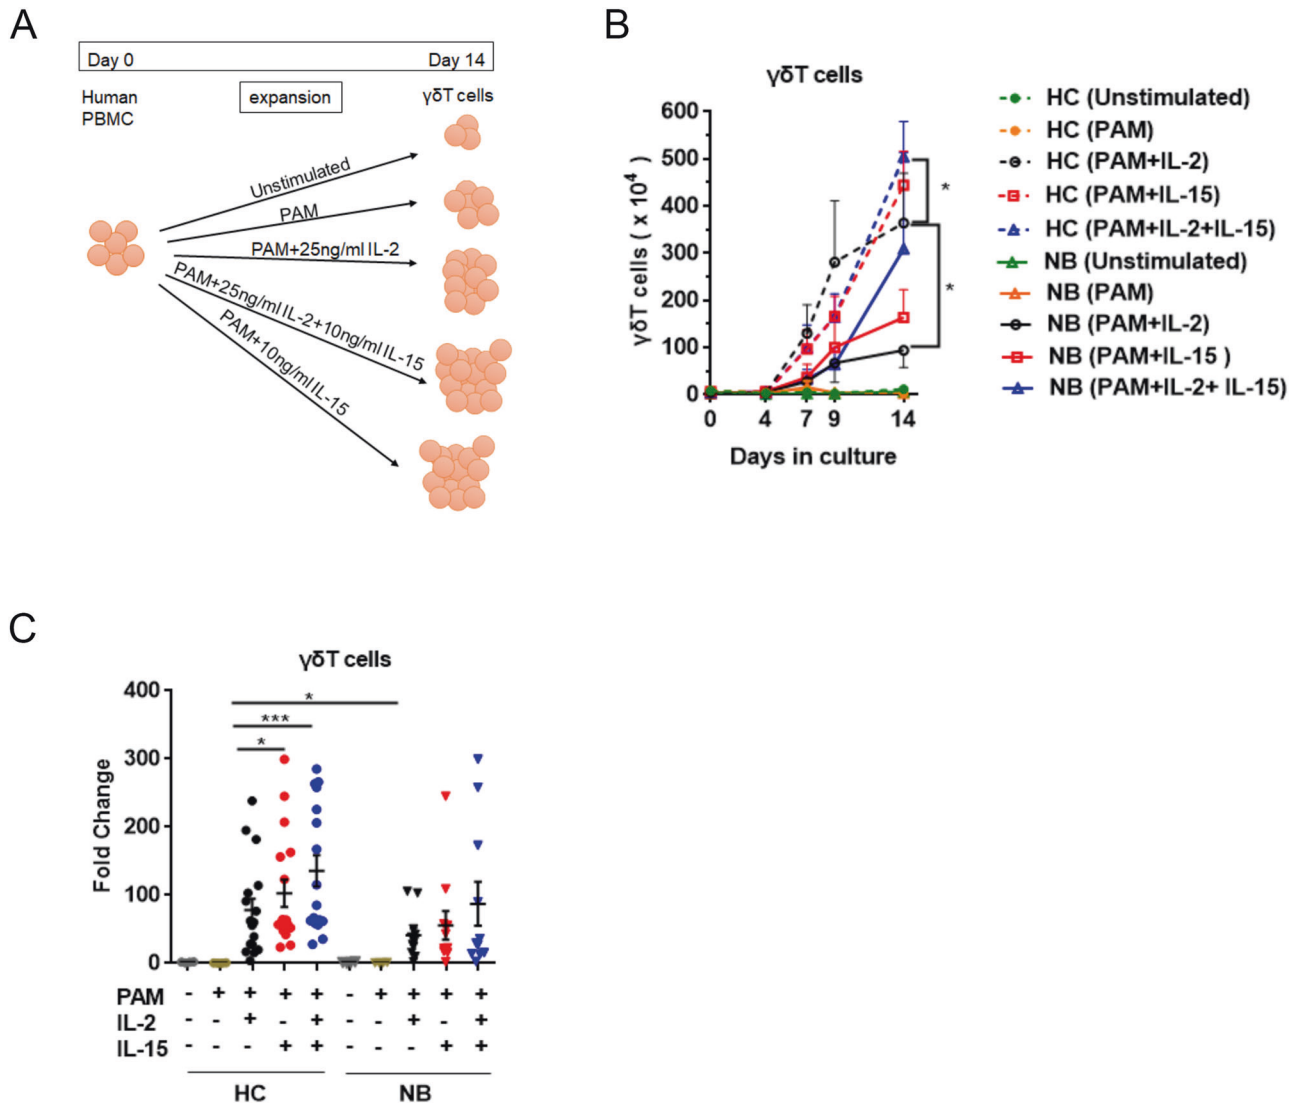 A
Day 0
Day 14
Human
PBMC
expansion
γδT cells
Unstimulated
PAM
PAM+25ng/ml IL-2
PAM+25ng/ml IL-2+10ng/ml IL-15
PAM+10ng/ml IL-15
B
γδT cells
γδT cells ( x 10⁴ )
600
500
400
300
200
100
0
0 4 7 9 14
Days in culture
*
*
HC (Unstimulated)
HC (PAM)
HC (PAM+IL-2)
HC (PAM+IL-15)
HC (PAM+IL-2+IL-15)
NB (Unstimulated)
NB (PAM)
NB (PAM+IL-2)
NB (PAM+IL-15 )
NB (PAM+IL-2+ IL-15)
C
γδT cells
Fold Change
400
300
200
100
0
*
***
*
PAM - + + + + - + + + +
IL-2 - - + - + - - + - +
IL-15 - - - + + - - - + +
HC
NB